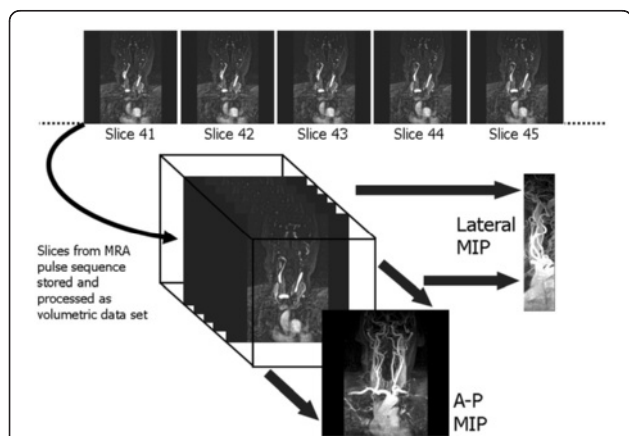 Slice 41
Slice 42
Slice 43
Slice 44
Slice 45
Lateral
MIP
Slices from MRA
pulse sequence
stored and
processed as
volumetric data set
A-P
MIP